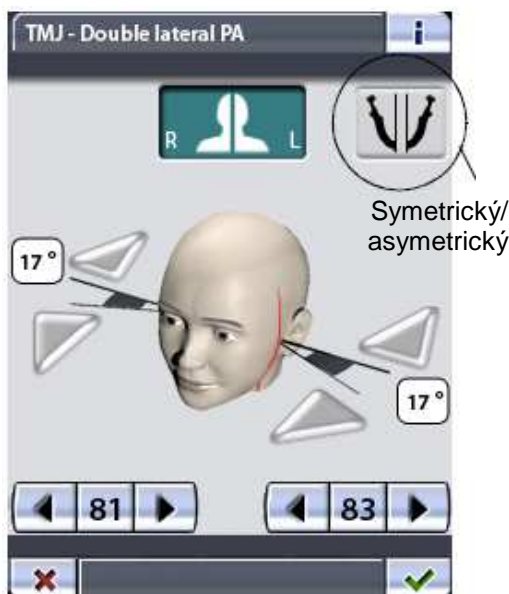 TMJ - Double lateral PA
i
R L
Symetrický/
asymetrický
17 °
17 °
81 83